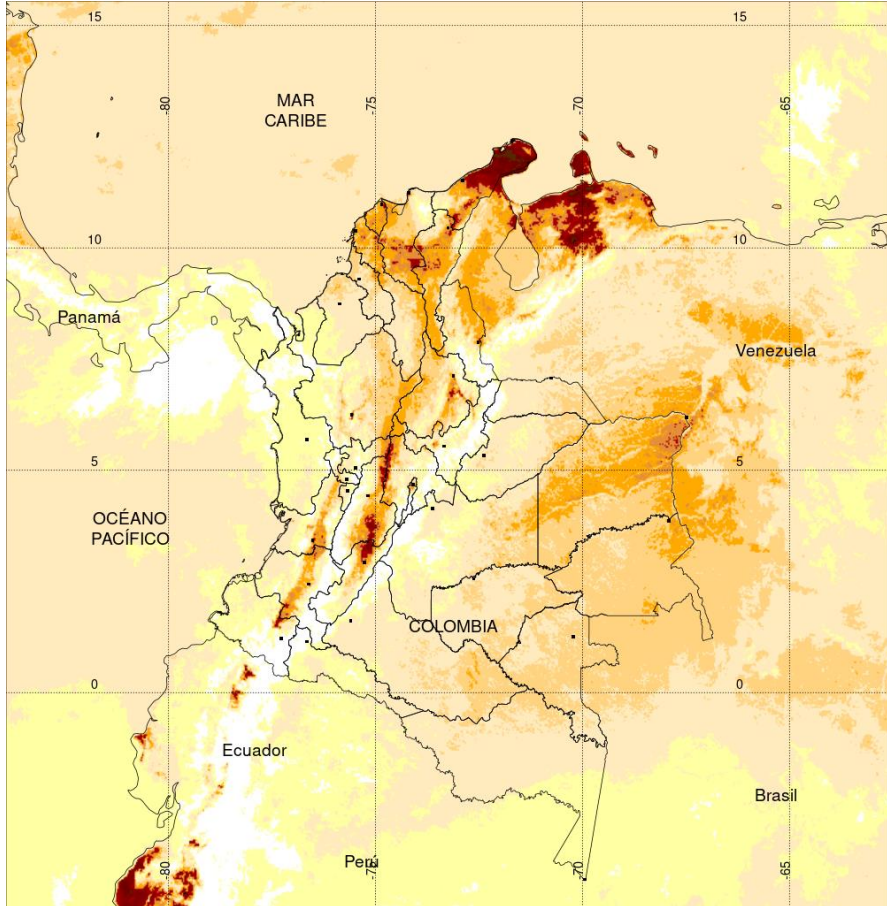 15
15
-80
-75
-70
-65
MAR
CARIBE
10
10
Panamá
Venezuela
5
5
OCÉANO
PACÍFICO
COLOMBIA
0
0
Ecuador
Brasil
Perú
-80
-75
-70
-65